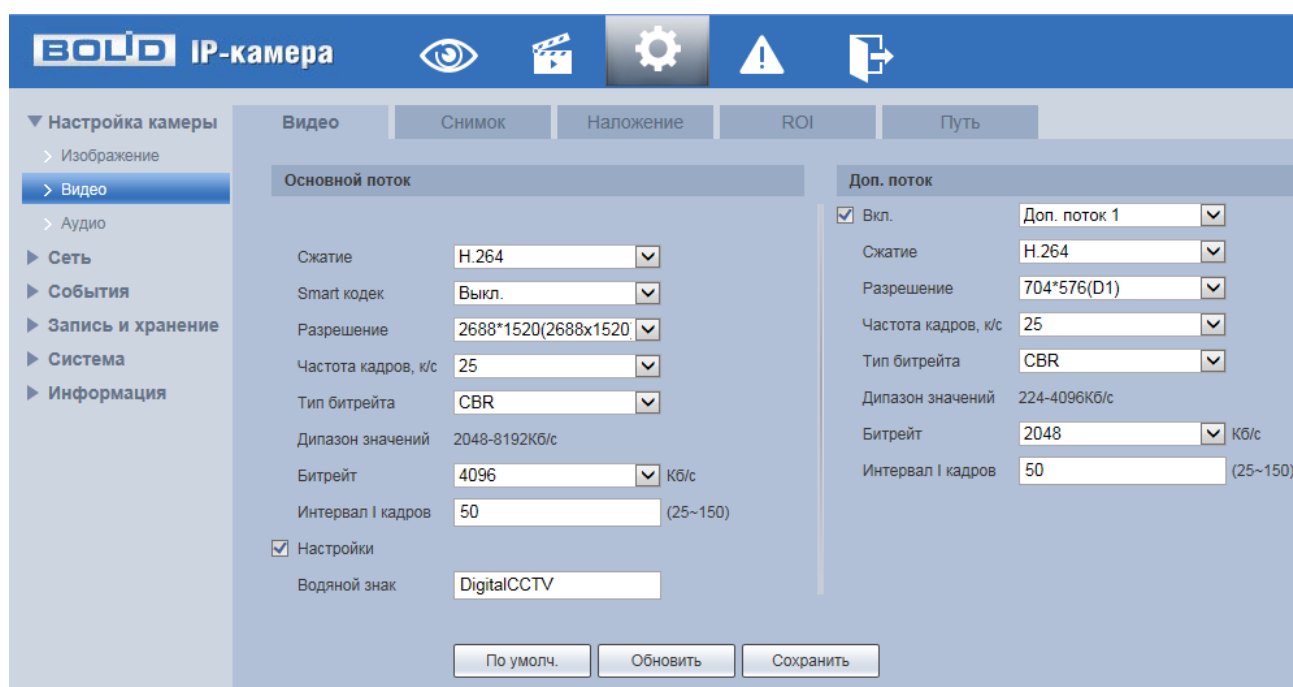 BOLID IP-камера
Настройка камеры
Изображение
Видео
Аудио
Сеть
События
Запись и хранение
Система
Информация
Видео Снимок Наложение ROI Путь
Основной поток
Сжатие H.264
Smart кодек Выкл.
Разрешение 2688*1520(2688x1520)
Частота кадров, к/с 25
Тип битрейта CBR
Дипазон значений 2048-8192Кб/с
Битрейт 4096 Кб/с
Интервал I кадров 50 (25~150)
Настройки
Водяной знак DigitalCCTV
Доп. поток
Вкл. Доп. поток 1
Сжатие H.264
Разрешение 704*576(D1)
Частота кадров, к/с 25
Тип битрейта CBR
Дипазон значений 224-4096Кб/с
Битрейт 2048 Кб/с
Интервал I кадров 50 (25~150)
По умолч. Обновить Сохранить